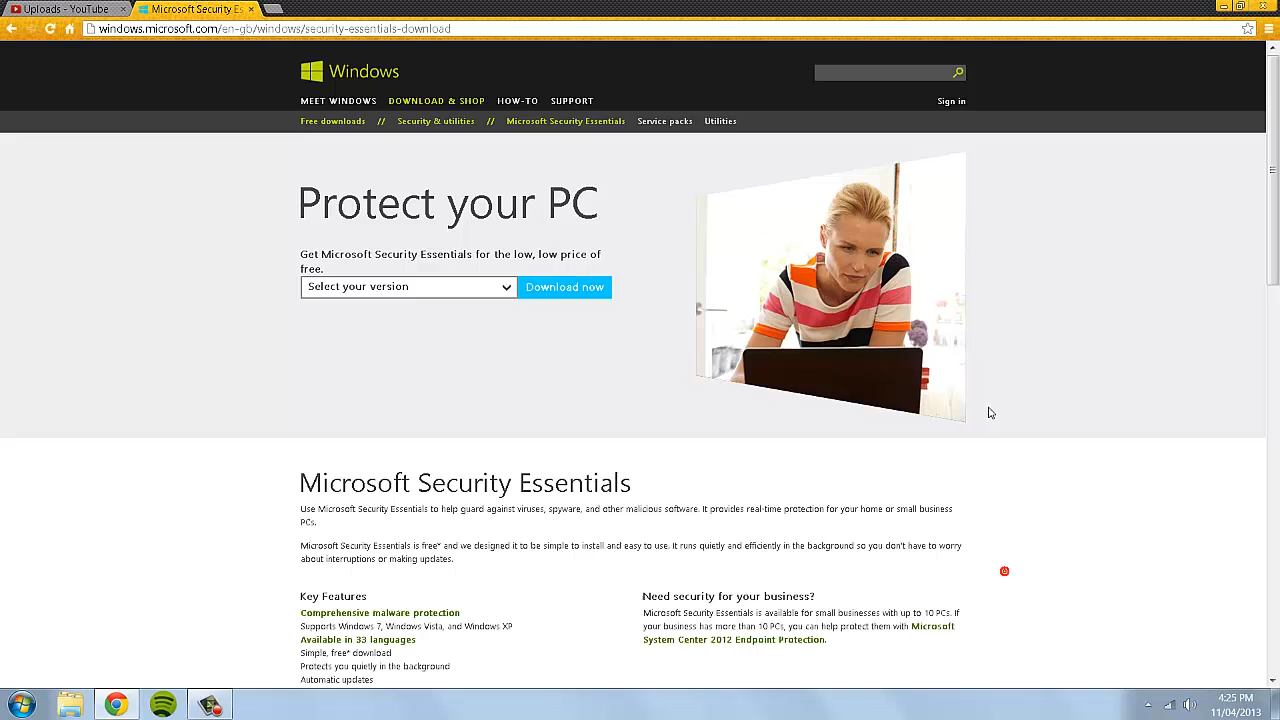 Uploads - YouTube
Microsoft Security Es
windows.microsoft.com/en-gb/windows/security-essentials-download
Windows
MEET WINDOWS DOWNLOAD & SHOP HOW-TO SUPPORT
Sign in
Free downloads // Security & utilities // Microsoft Security Essentials Service packs Utilities
Protect your PC
Get Microsoft Security Essentials for the low, low price of
free.
Select your version
Download now
Microsoft Security Essentials
Use Microsoft Security Essentials to help guard against viruses, spyware, and other malicious software. It provides real-time protection for your home or small business
PCs.
Microsoft Security Essentials is free* and we designed it to be simple to install and easy to use. It runs quietly and efficiently in the background so you don't have to worry
about interruptions or making updates.
Key Features
Comprehensive malware protection
Supports Windows 7, Windows Vista, and Windows XP
Available in 33 languages
Simple, free* download
Protects you quietly in the background
Automatic updates
Need security for your business?
Microsoft Security Essentials is available for small businesses with up to 10 PCs. If
your business has more than 10 PCs, you can help protect them with Microsoft
System Center 2012 Endpoint Protection.
4:25 PM
11/04/2013